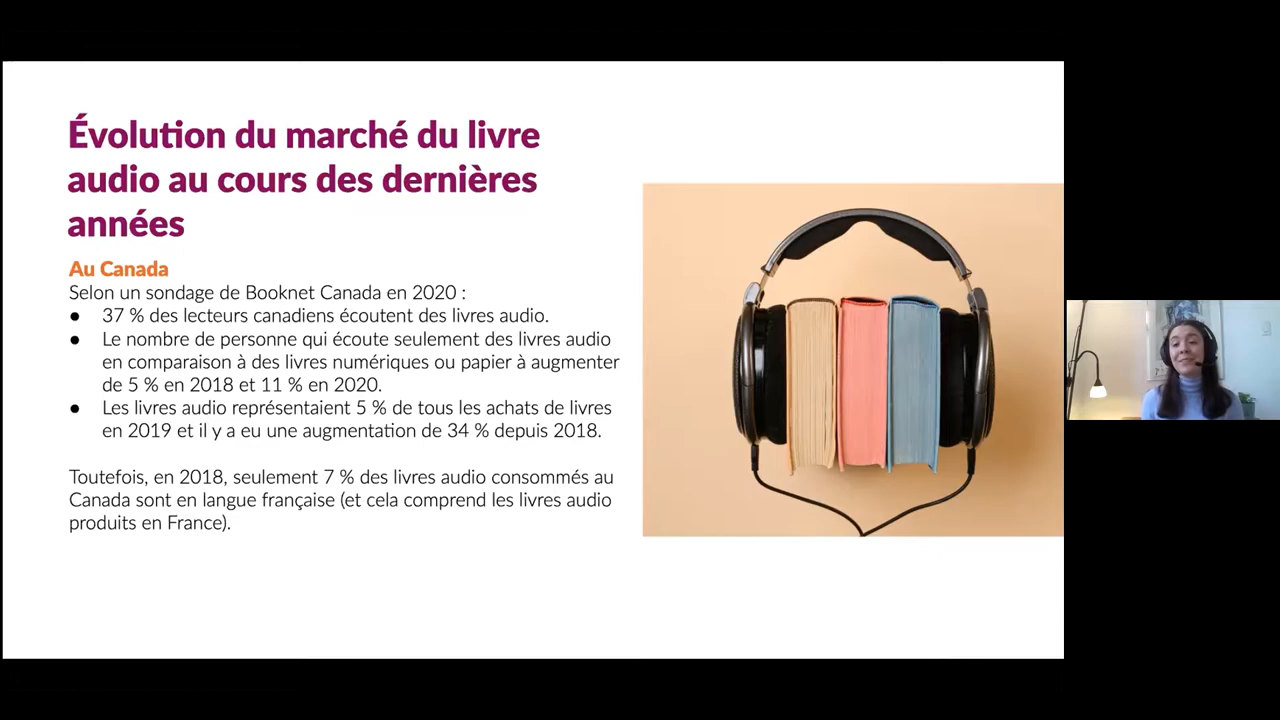 Évolution du marché du livre
audio au cours des dernières
années
Au Canada
Selon un sondage de Booknet Canada en 2020 :
● 37 % des lecteurs canadiens écoutent des livres audio.
● Le nombre de personne qui écoute seulement des livres audio
en comparaison à des livres numériques ou papier à augmenter
de 5 % en 2018 et 11 % en 2020.
● Les livres audio représentaient 5 % de tous les achats de livres
en 2019 et il y a eu une augmentation de 34 % depuis 2018.
Toutefois, en 2018, seulement 7 % des livres audio consommés au
Canada sont en langue française (et cela comprend les livres audio
produits en France).